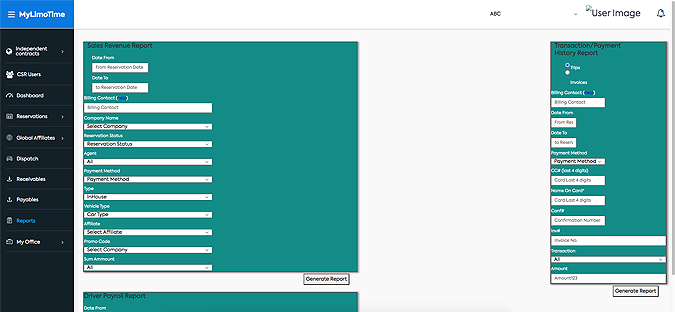 MyLimoTime
ABC
User Image
Independent
contracts
CSR Users
Dashboard
Reservations
Global Affiliates
Dispatch
Receivables
Payables
Reports
My Office
Sales Revenue Report
Date From
From Reservation Date
Date To
to Reservation Date
Billing Contact (
Billing Contact
Company Name
Select Company
Reservation Status
Reservation Status
Agent
All
Payment Method
Payment Method
Type
InHouse
Vehicle Type
Car Type
Affiliate
Select Affiliate
Promo Code
Select Company
Sum Ammount
All
Generate Report
Driver Payroll Report
Date From
Transaction/Payment
History Report
Trips
Invoices
Billing Contact (
Billing Contact
Date From
From Res
Date To
to Reserv
Payment Method
Payment Method
CC# (last 4 digits)
Card Last 4 digits
Name On Card*
Card Last 4 digits
Conf#
Confirmation Number
Inv#
Invoice No.
Transaction
All
Amount
Amount123
Generate Report